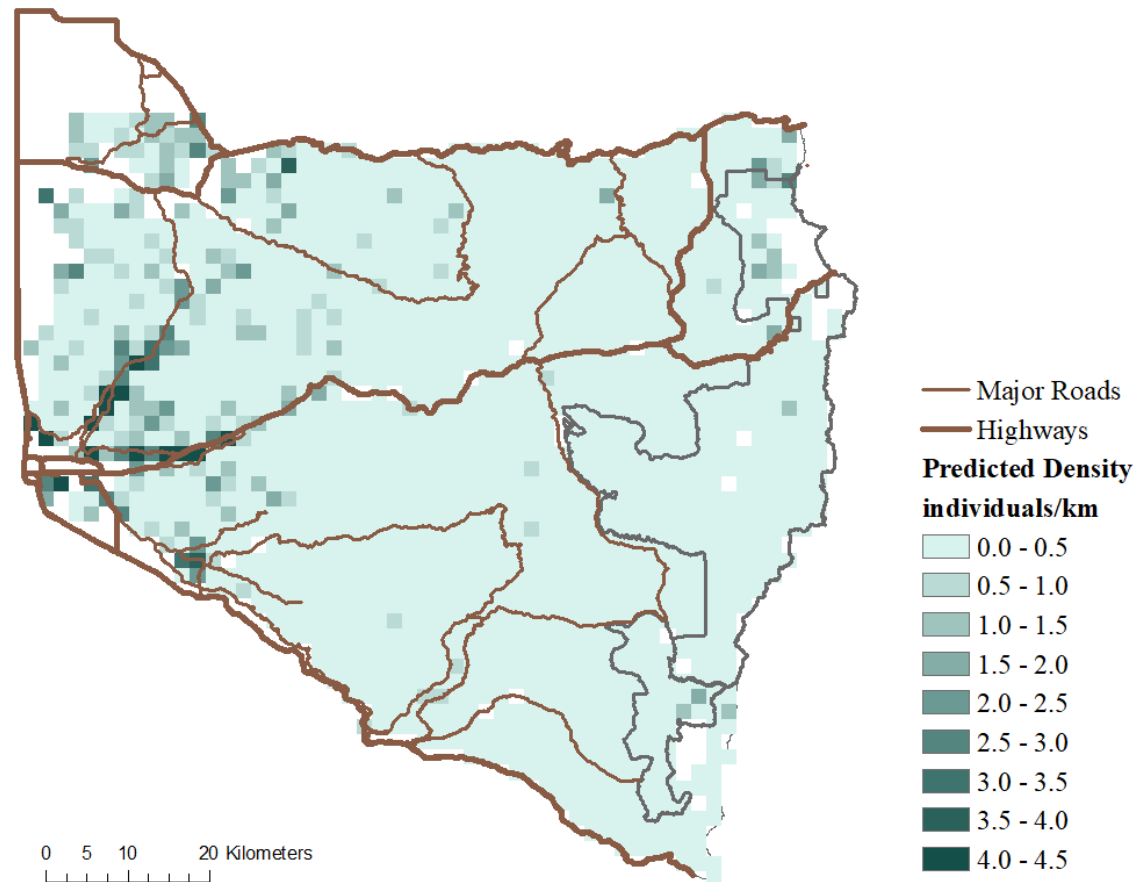 Major Roads
Highways
Predicted Density
individuals/km
0.0 - 0.5
0.5 - 1.0
1.0 - 1.5
1.5 - 2.0
2.0 - 2.5
2.5 - 3.0
3.0 - 3.5
3.5 - 4.0
4.0 - 4.5
0 5 10 20 Kilometers